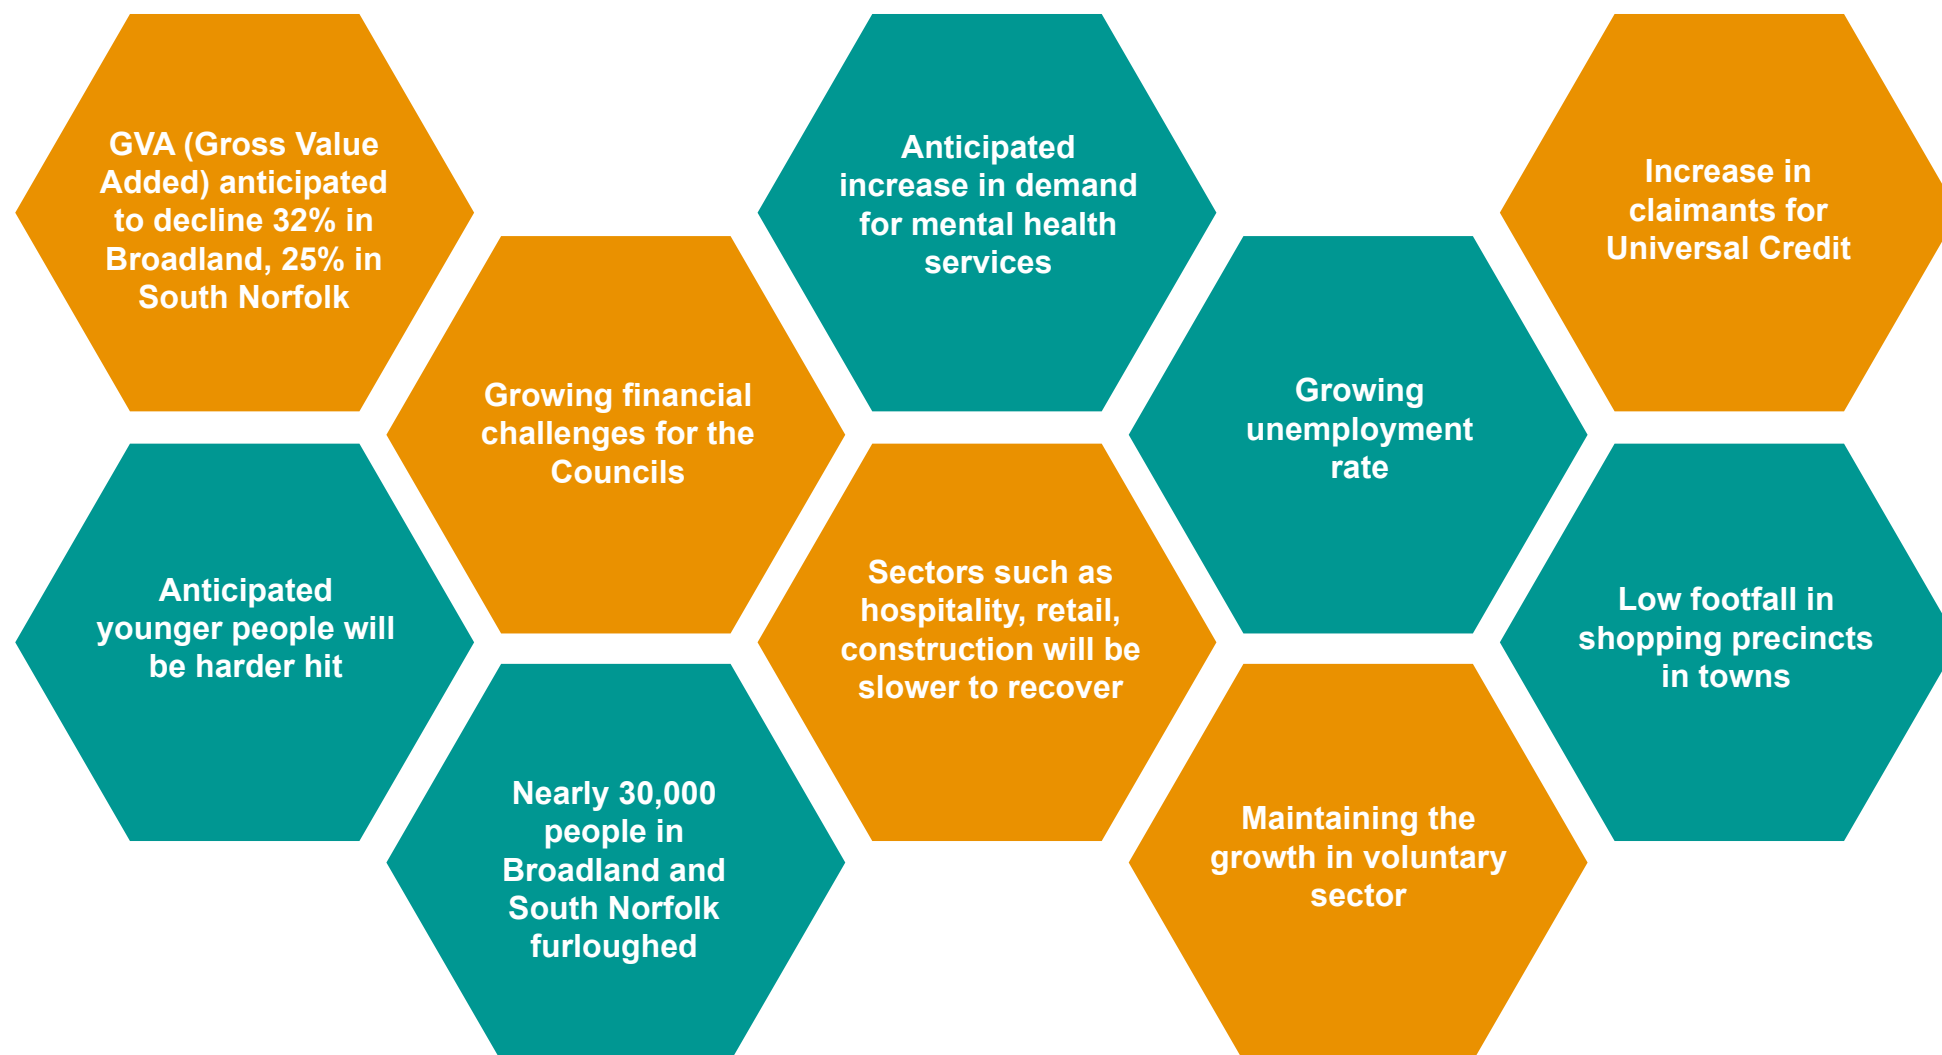 GVA (Gross Value
Added) anticipated
to decline 32% in
Broadland, 25% in
South Norfolk
Growing financial
challenges for the
Councils
Anticipated
increase in demand
for mental health
services
Growing
unemployment
rate
Increase in
claimants for
Universal Credit
Anticipated
younger people will
be harder hit
Nearly 30,000
people in
Broadland and
South Norfolk
furloughed
Sectors such as
hospitality, retail,
construction will be
slower to recover
Maintaining the
growth in voluntary
sector
Low footfall in
shopping precincts
in towns